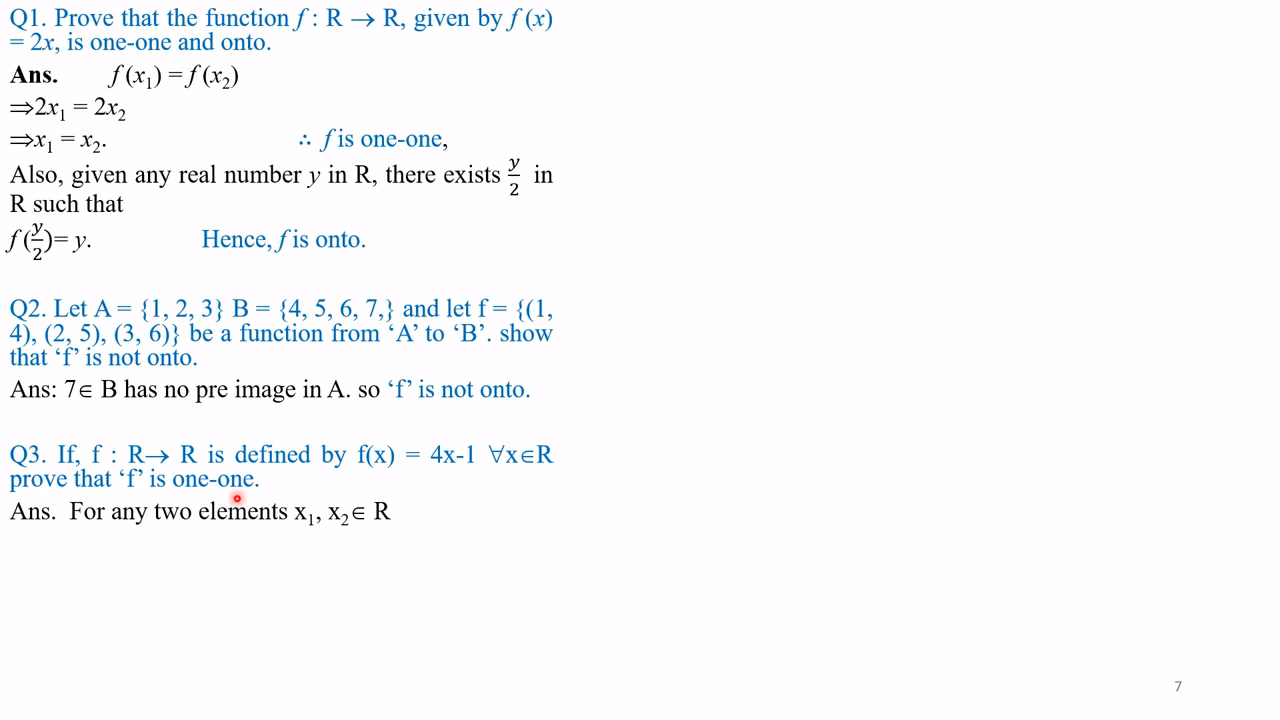 Q1. Prove that the function f : R → R, given by f (x)
= 2x, is one-one and onto.
Ans. f (x₁) = f (x₂)
⇒2x₁ = 2x₂
⇒x₁ = x₂. ∴ f is one-one,
Also, given any real number y in R, there exists y/2 in
R such that
f (y/2)= y. Hence, f is onto.
Q2. Let A = {1, 2, 3} B = {4, 5, 6, 7,} and let f = {(1,
4), (2, 5), (3, 6)} be a function from ‘A’ to ‘B’. show
that ‘f’ is not onto.
Ans: 7∈ B has no pre image in A. so ‘f’ is not onto.
Q3. If, f : R→ R is defined by f(x) = 4x-1 ∀x∈R
prove that ‘f’ is one-one.
Ans. For any two elements x₁, x₂∈ R
7